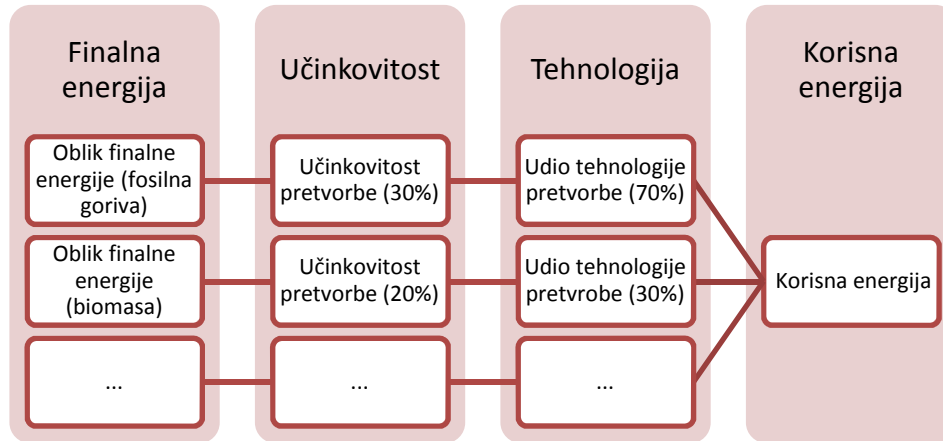 Finalna
energija
Učinkovitost
Tehnologija
Korisna
energija
Oblik finalne
energije (fosilna
goriva)
Učinkovitost
pretvorbe (30%)
Udio tehnologije
pretvorbe (70%)
Oblik finalne
energije
(biomasa)
Učinkovitost
pretvorbe (20%)
Udio tehnologije
pretvrobe (30%)
Korisna energija
...
...
...